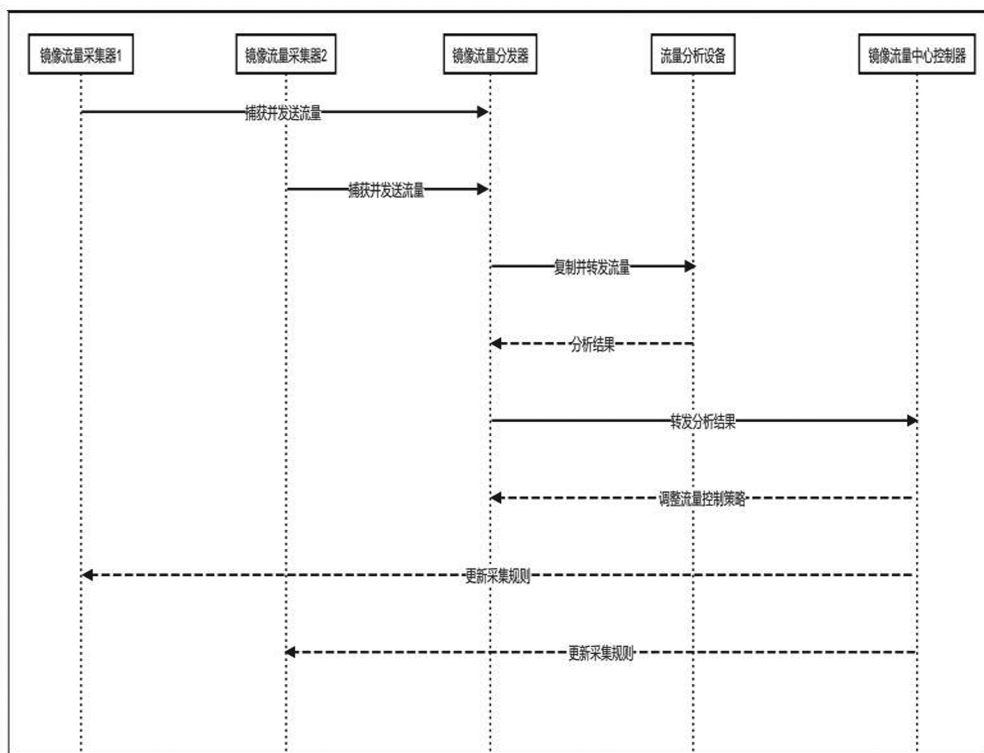 镜像流量采集器1
镜像流量采集器2
镜像流量分发器
流量分析设备
镜像流量中心控制器
捕获并发送流量
捕获并发送流量
复制并转发流量
分析结果
转发分析结果
调整流量控制策略
更新采集规则
更新采集规则